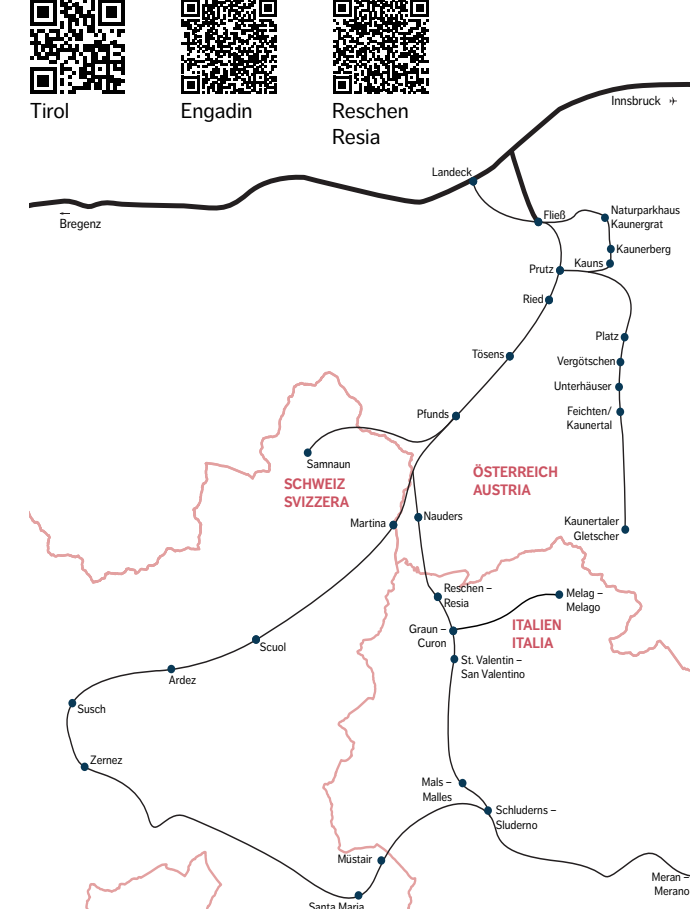 Tirol
Engadin
Reschen
Resia
Innsbruck
Landeck
Bregenz
Fließ
Naturparkhaus
Kaunergrat
Kaunerberg
Kauns
Prutz
Ried
Platz
Tösens
Vergötschen
Unterhäuser
Feichten/
Kaunertal
Pfunds
Samnaun
SCHWEIZ
SVIZZERA
ÖSTERREICH
AUSTRIA
Martina
Nauders
Kaunertaler
Gletscher
Reschen –
Resia
Melag –
Melago
Graun –
Curon
ITALIEN
ITALIA
St. Valentin –
San Valentino
Scuol
Ardez
Susch
Zernez
Mals –
Malles
Schluderns –
Sluderno
Müstair
Meran –
Merano
Santa Maria